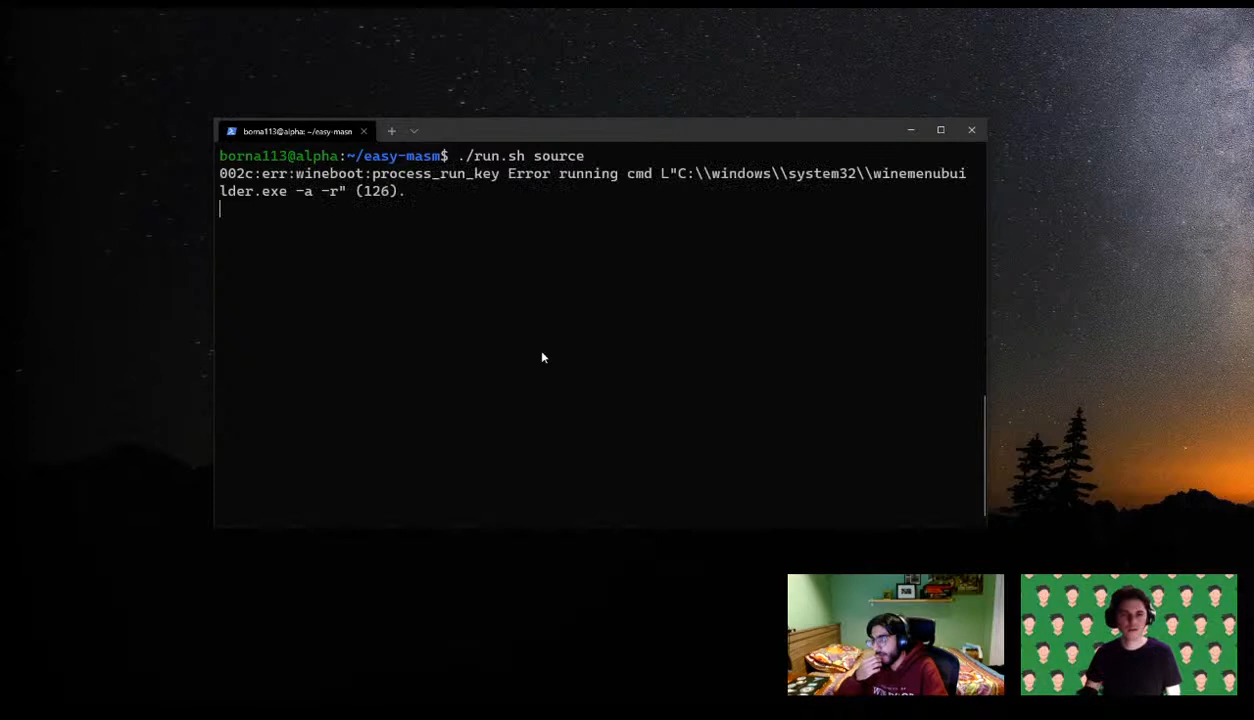 borna113@alpha: ~/easy-masm
borna113@alpha:~/easy-masm$ ./run.sh source
002c:err:wineboot:process_run_key Error running cmd L"C:\\windows\\system32\\winemenubui
lder.exe -a -r" (126).